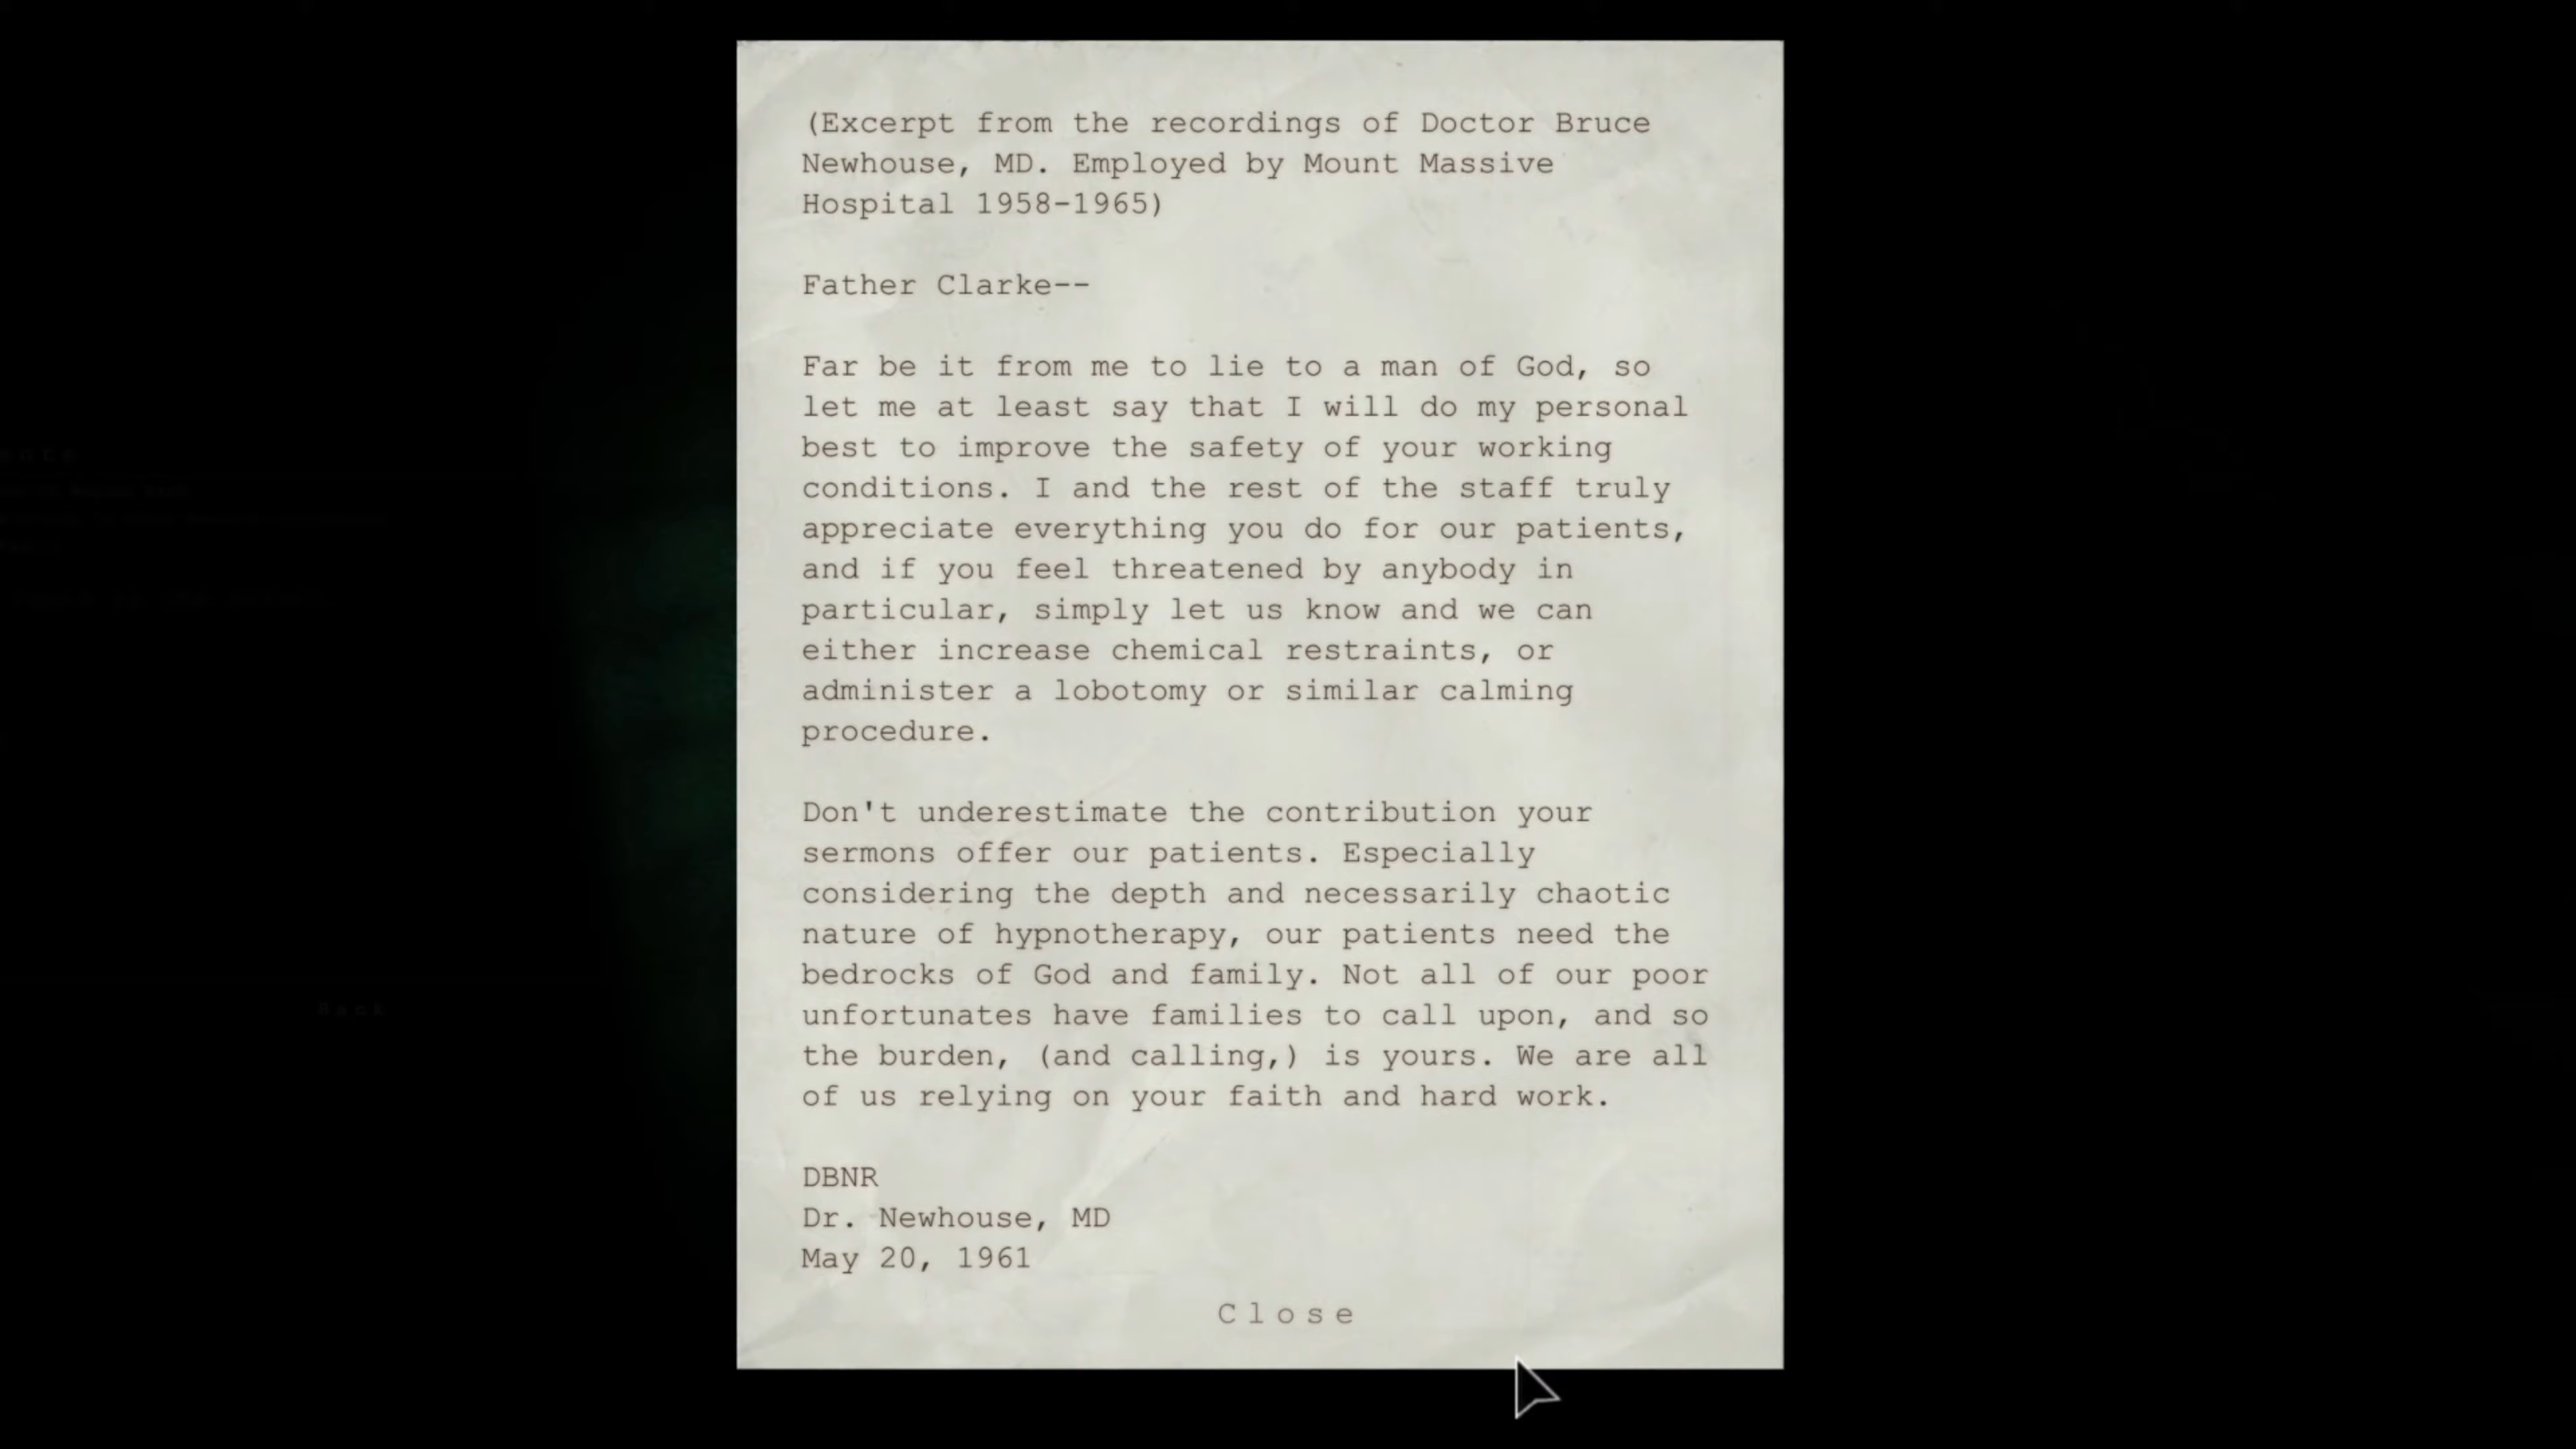 (Excerpt from the recordings of Doctor Bruce
Newhouse, MD. Employed by Mount Massive
Hospital 1958-1965)
Father Clarke--
Far be it from me to lie to a man of God, so
let me at least say that I will do my personal
best to improve the safety of your working
conditions. I and the rest of the staff truly
appreciate everything you do for our patients,
and if you feel threatened by anybody in
particular, simply let us know and we can
either increase chemical restraints, or
administer a lobotomy or similar calming
procedure.
Don't underestimate the contribution your
sermons offer our patients. Especially
considering the depth and necessarily chaotic
nature of hypnotherapy, our patients need the
bedrocks of God and family. Not all of our poor
unfortunates have families to call upon, and so
the burden, (and calling,) is yours. We are all
of us relying on your faith and hard work.
DBNR
Dr. Newhouse, MD
May 20, 1961
Close